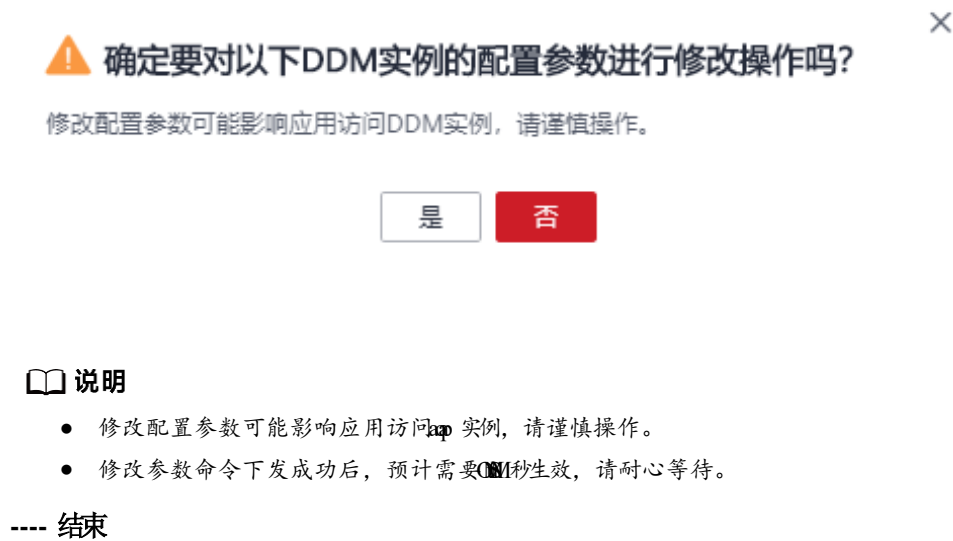 确定要对以下DDM实例的配置参数进行修改操作吗?
修改配置参数可能影响应用访问DDM实例，请谨慎操作。
是
否
说明
● 修改配置参数可能影响应用访问 实例，请谨慎操作。
● 修改参数命令下发成功后，预计需要 秒生效，请耐心等待。
---- 结束